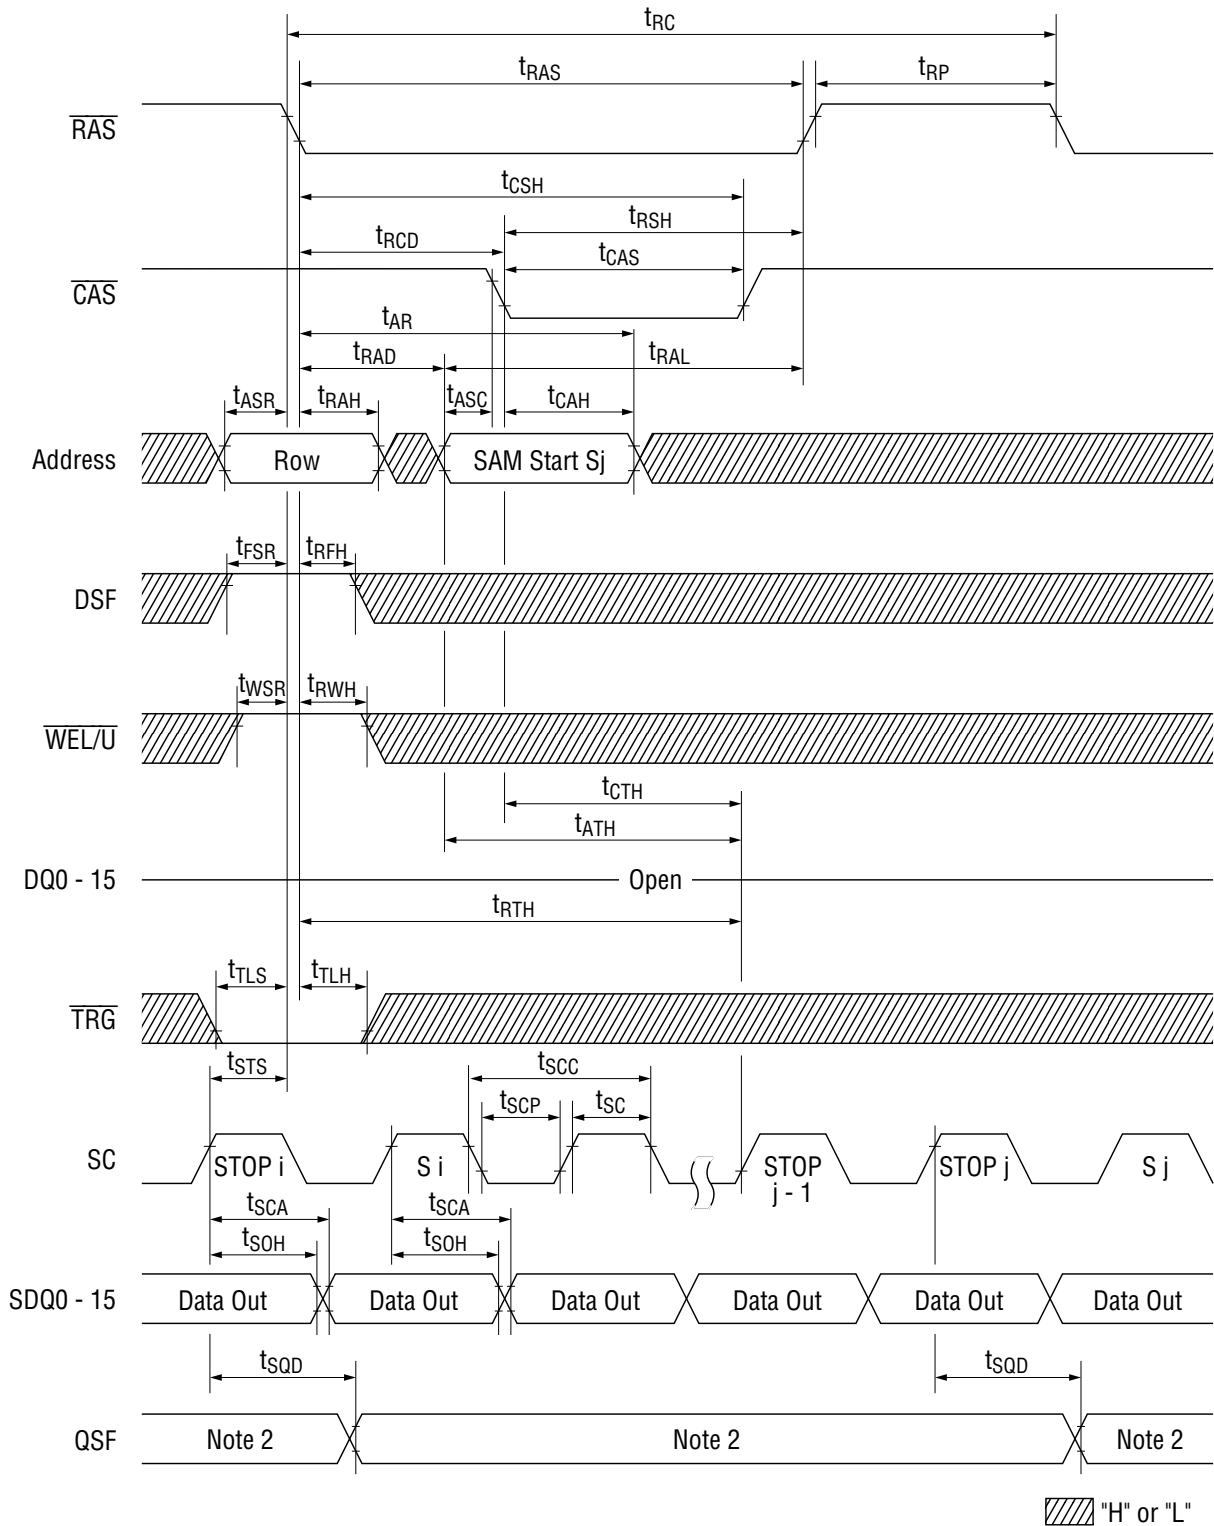 tRC
tRAS
tRP
RAS
tCSH
tRSH
tRCD
tCAS
CAS
tAR
tRAD
tRAL
tASR
tRAH
tASC
tCAH
Address
Row
SAM Start Sj
tFSR
tRFH
DSF
tWSR
tRWH
WEL/U
tCTH
tATH
DQ0 - 15
Open
tRTH
tTLS
tTLH
TRG
tSTS
tSCC
tSCP
tSC
SC
STOP i
S i
STOP
j - 1
STOP j
S j
tSCA
tSCA
tSOH
tSOH
SDQ0 - 15
Data Out
Data Out
Data Out
Data Out
Data Out
Data Out
tSQD
tSQD
QSF
Note 2
Note 2
Note 2
"H" or "L"